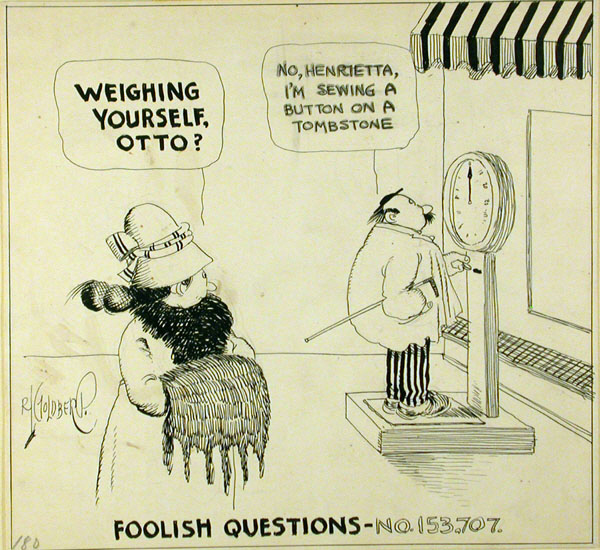 WEIGHING
YOURSELF,
OTTO?
NO, HENRIETTA,
I'M SEWING A
BUTTON ON A
TOMBSTONE
R.L. GOLDBERG.
FOOLISH QUESTIONS-NO.153,707.
180